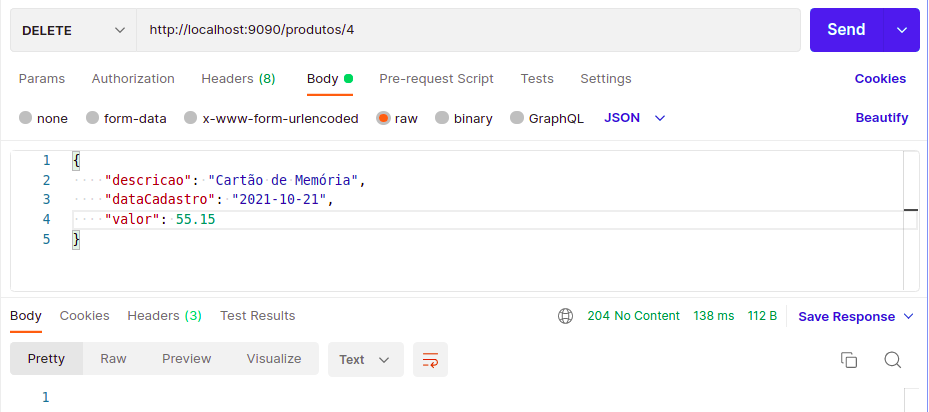 DELETE http://localhost:9090/produtos/4 Send
Params Authorization Headers (8) Body Pre-request Script Tests Settings Cookies
none form-data x-www-form-urlencoded raw binary GraphQL JSON Beautify
1 {
2 "descricao": "Cartão de Memória",
3 "dataCadastro": "2021-10-21",
4 "valor": 55.15
5 }
Body Cookies Headers (3) Test Results 204 No Content 138 ms 112 B Save Response
Pretty Raw Preview Visualize Text
1